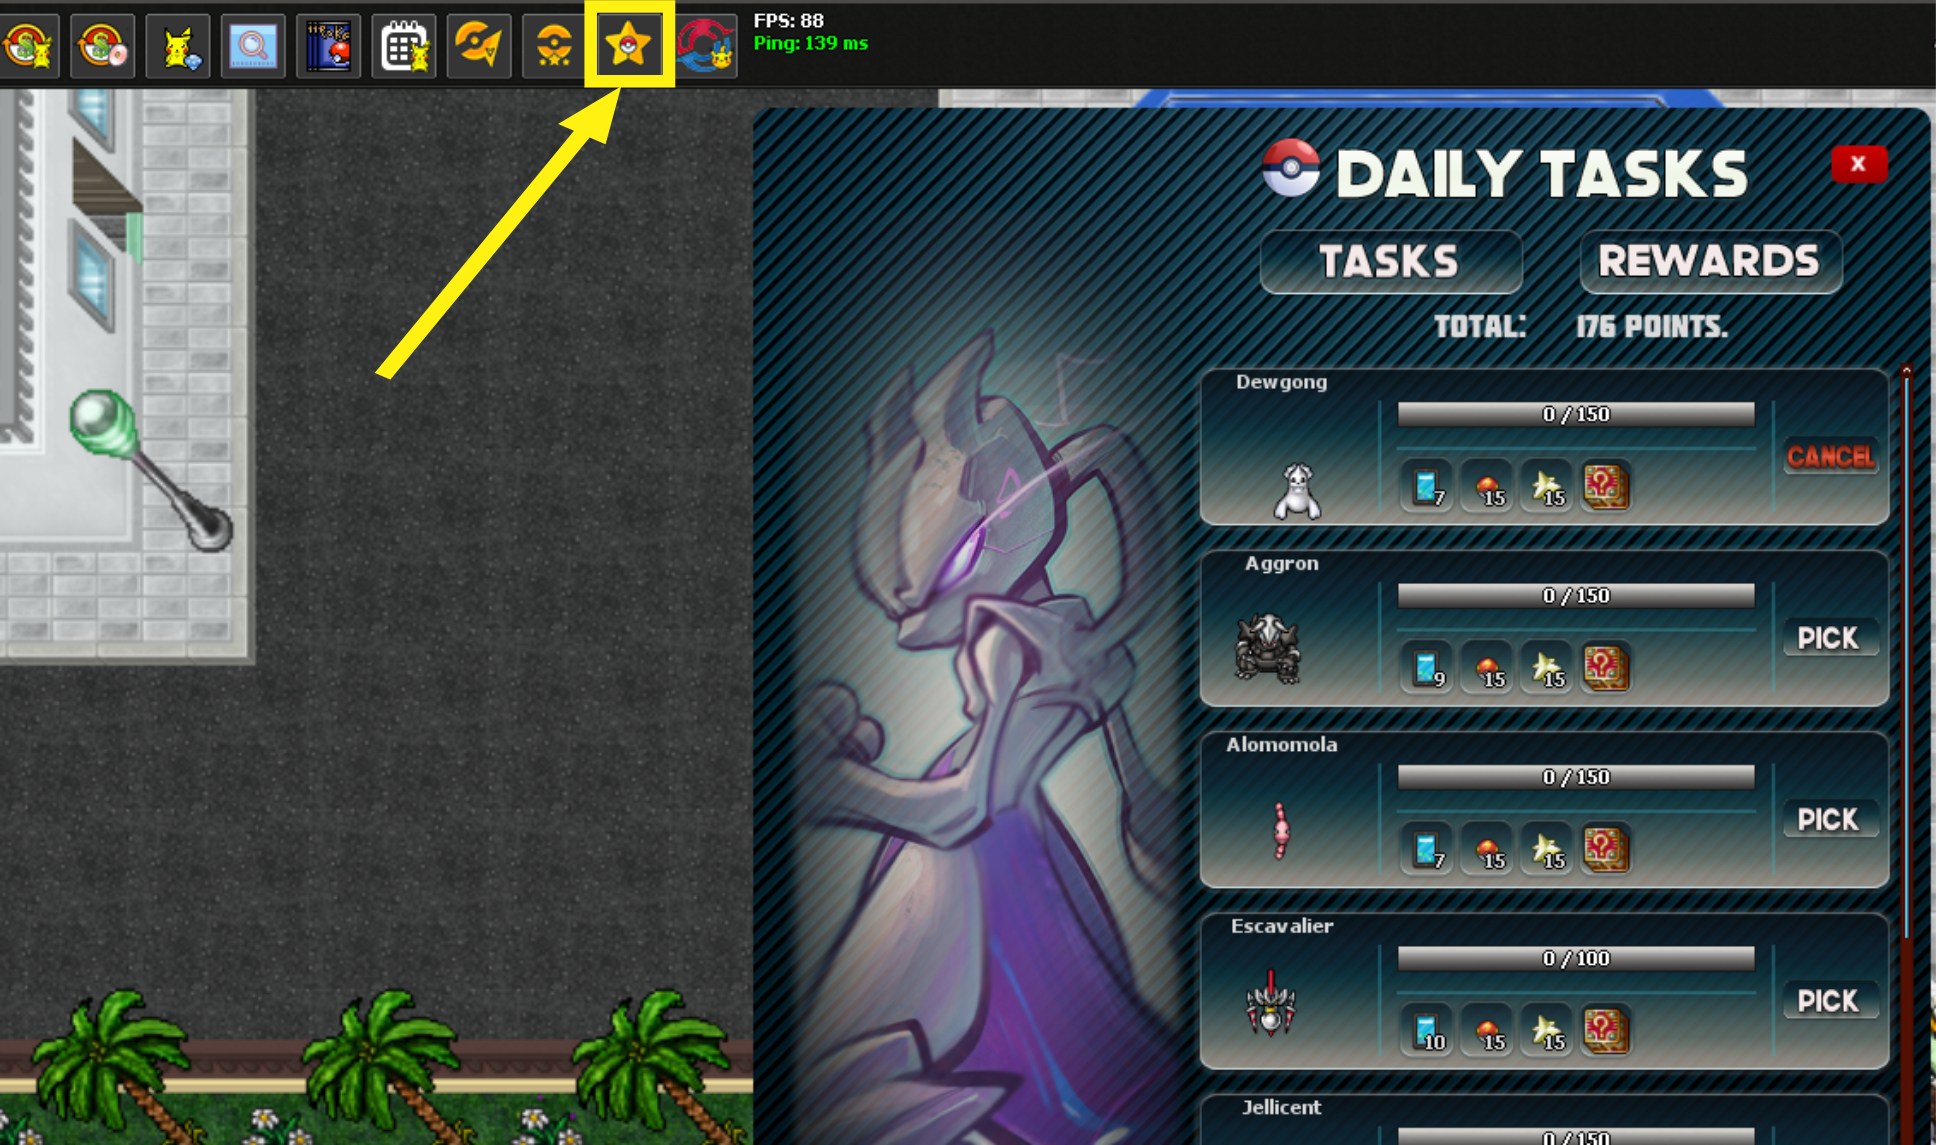 FPS: 88
Ping: 139 ms
DAILY TASKS
X
TASKS
REWARDS
TOTAL: 176 POINTS.
Dewgong
0 / 150
CANCEL
7 15 15
Aggron
0 / 150
PICK
9 15 15
Alomomola
0 / 150
PICK
7 15 15
Escavalier
0 / 100
PICK
10 15 15
Jellicent
0 / 150